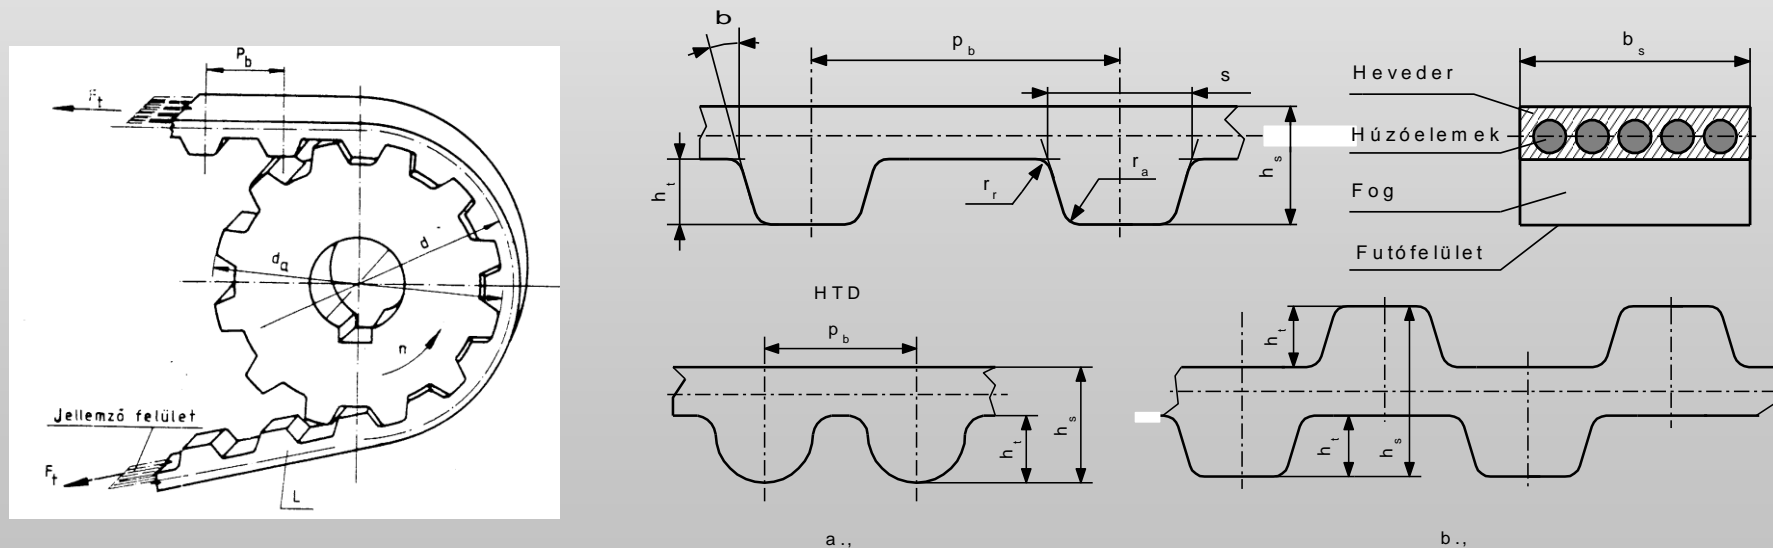 P_b
F_t
d
d_a
n
Jellemző felület
F_t
L
b
p_b
s
h_t
r_r
r_a
h_s
b_s
Heveder
Húzóelemek
Fog
Futófelület
HTD
p_b
h_t
h_s
a.,
h_t
h_t
h_s
b.,